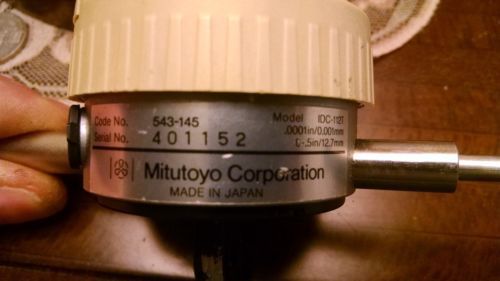 Code No. 543-145 Model IDC-112T
.0001in/0.001mm
Serial No. 401152 0-.5in/12.7mm
Mitutoyo Corporation
MADE IN JAPAN